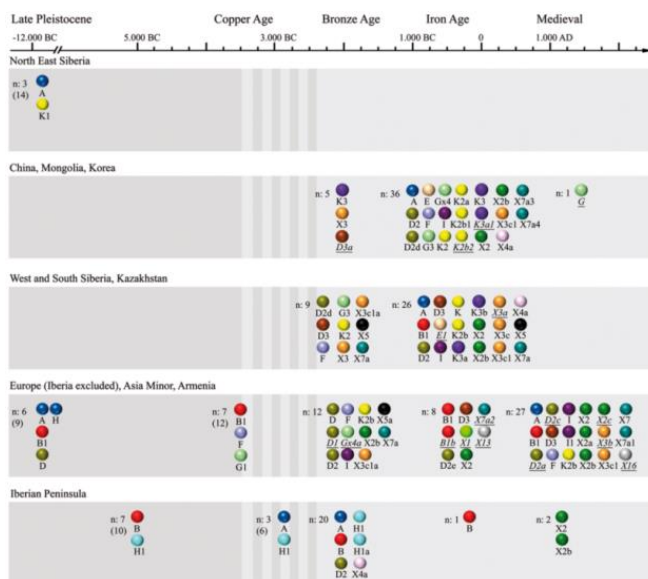 Late Pleistocene Copper Age Bronze Age Iron Age Medieval
-12.000 BC 5.000 BC 3.000 BC 1.000 BC 0 1.000 AD
North East Siberia
n: 3
(14)
A
K1
China, Mongolia, Korea
n: 5 n: 36 n: 1
K3 A E Gx4 K2a K3 X2b X7a3 G
X3 D2 F I K2b1 K3a1 X3c1 X7a4
D3a D2d G3 K2 K2b2 X2 X4a
West and South Siberia, Kazakhstan
n: 9 n: 26
D2d G3 X3c1a A D3 K K3b X3a X4a
D3 K2 X5 B1 E1 K2b X2 X3c X5
F X3 X7a D2 I K3a X2b X3c1 X7a
Europe (Iberia excluded), Asia Minor, Armenia
n: 6 n: 7 n: 12 n: 8 n: 27
(9) (12)
A H B1 D F K2b X3a B1 D3 X7a2 A D2c I X2 X2c X7
B1 F D1 Gx4a X2b X7a B1b X1 X13 B1 D3 I1 X2a X3b X7a1
D G1 D2 I X3c1a D2e X2 D2a F K2b X2b X3c1 X16
Iberian Peninsula
n: 7 n: 3 n: 20 n: 1 n: 2
(10) (6)
B A A H1 B X2
H1 H1 B H1a X2b
D2 X4a